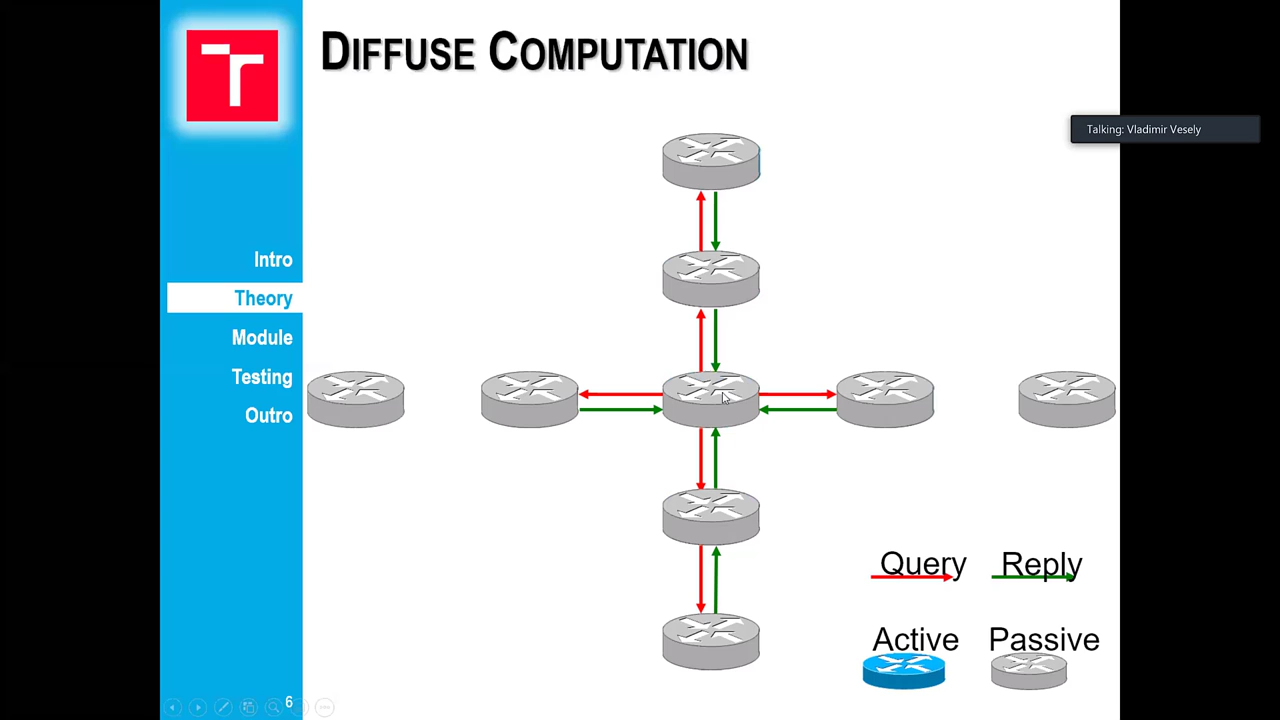 DIFFUSE COMPUTATION
Talking: Vladimir Vesely
Intro
Theory
Module
Testing
Outro
Query Reply
Active Passive
6